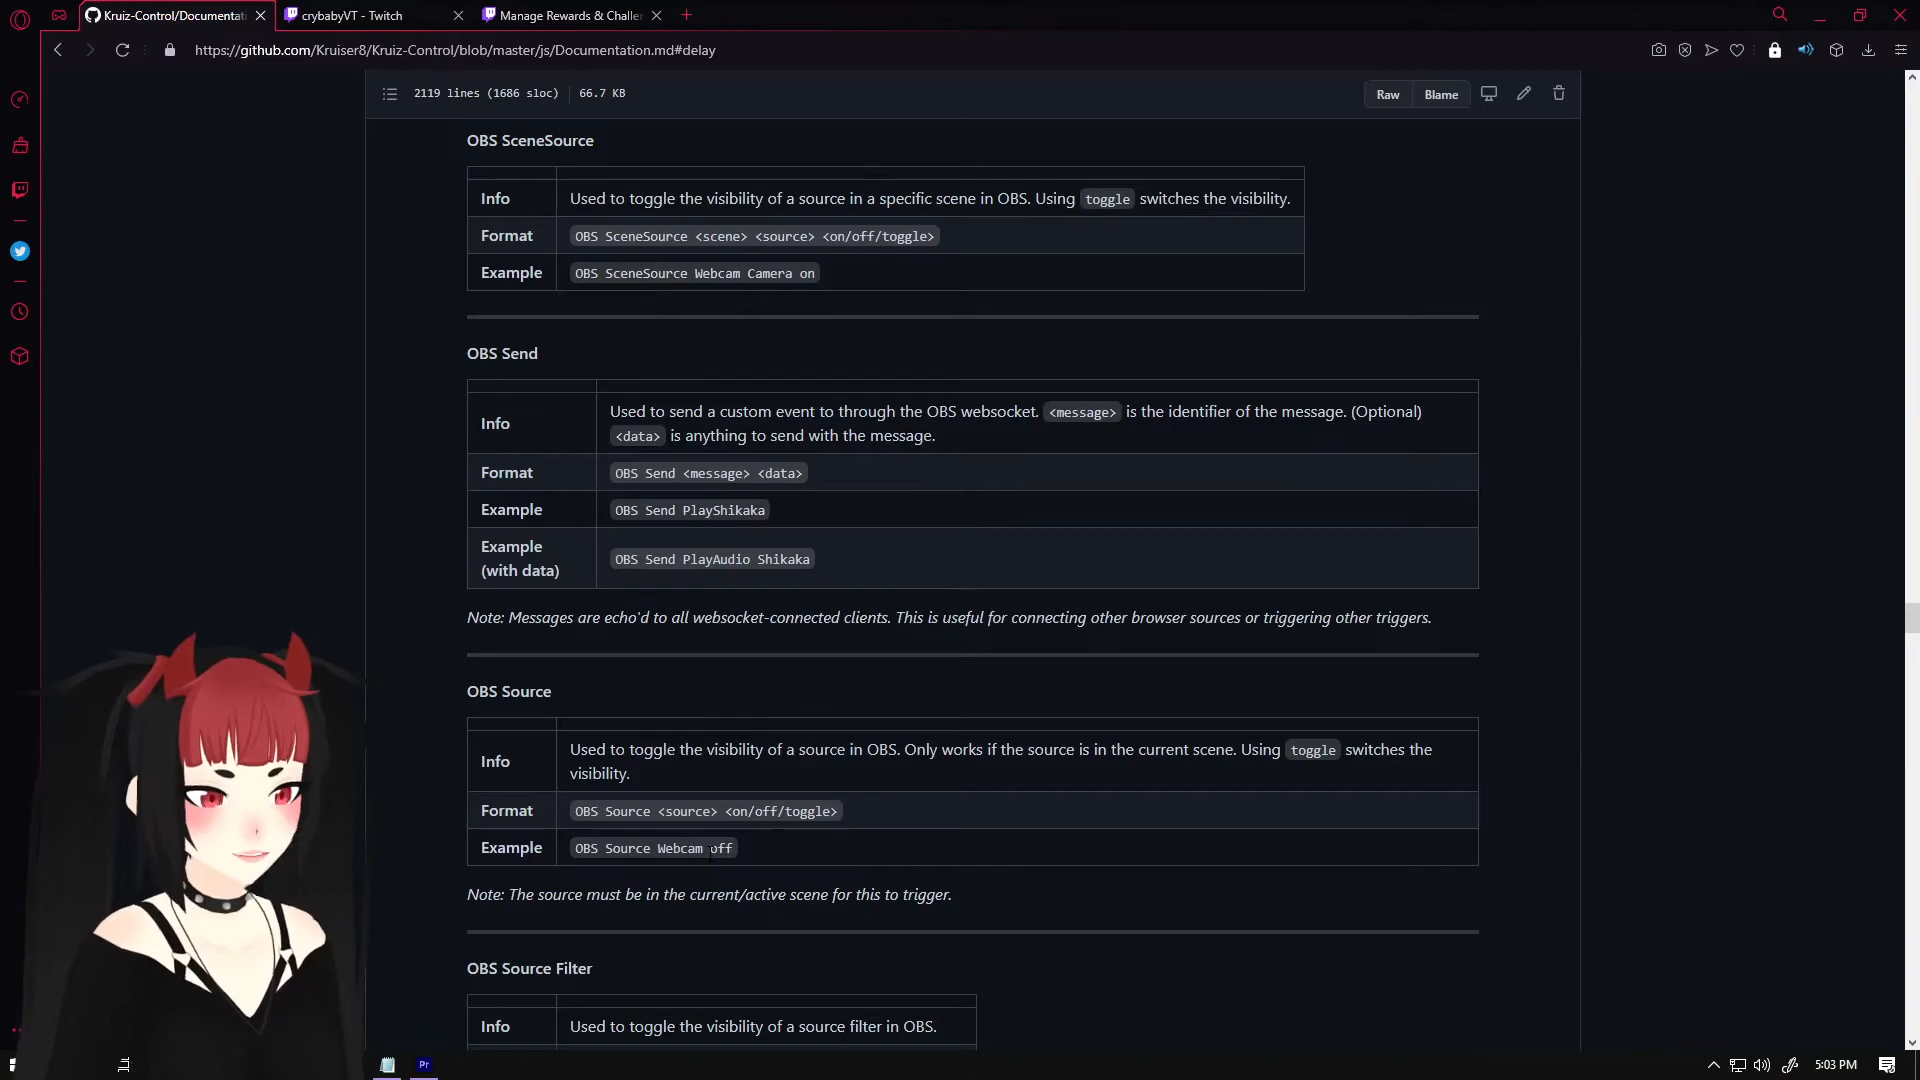 Kruiz-Control/Documentati
crybabyVT - Twitch
Manage Rewards & Challen
https://github.com/Kruiser8/Kruiz-Control/blob/master/js/Documentation.md#delay
2119 lines (1686 sloc) 66.7 KB
Raw Blame
OBS SceneSource
Info Used to toggle the visibility of a source in a specific scene in OBS. Using toggle switches the visibility.
Format OBS SceneSource <scene> <source> <on/off/toggle>
Example OBS SceneSource Webcam Camera on
OBS Send
Info Used to send a custom event to through the OBS websocket. <message> is the identifier of the message. (Optional)
<data> is anything to send with the message.
Format OBS Send <message> <data>
Example OBS Send PlayShikaka
Example
(with data) OBS Send PlayAudio Shikaka
Note: Messages are echo'd to all websocket-connected clients. This is useful for connecting other browser sources or triggering other triggers.
OBS Source
Info Used to toggle the visibility of a source in OBS. Only works if the source is in the current scene. Using toggle switches the
visibility.
Format OBS Source <source> <on/off/toggle>
Example OBS Source Webcam off
Note: The source must be in the current/active scene for this to trigger.
OBS Source Filter
Info Used to toggle the visibility of a source filter in OBS.
Pr
5:03 PM